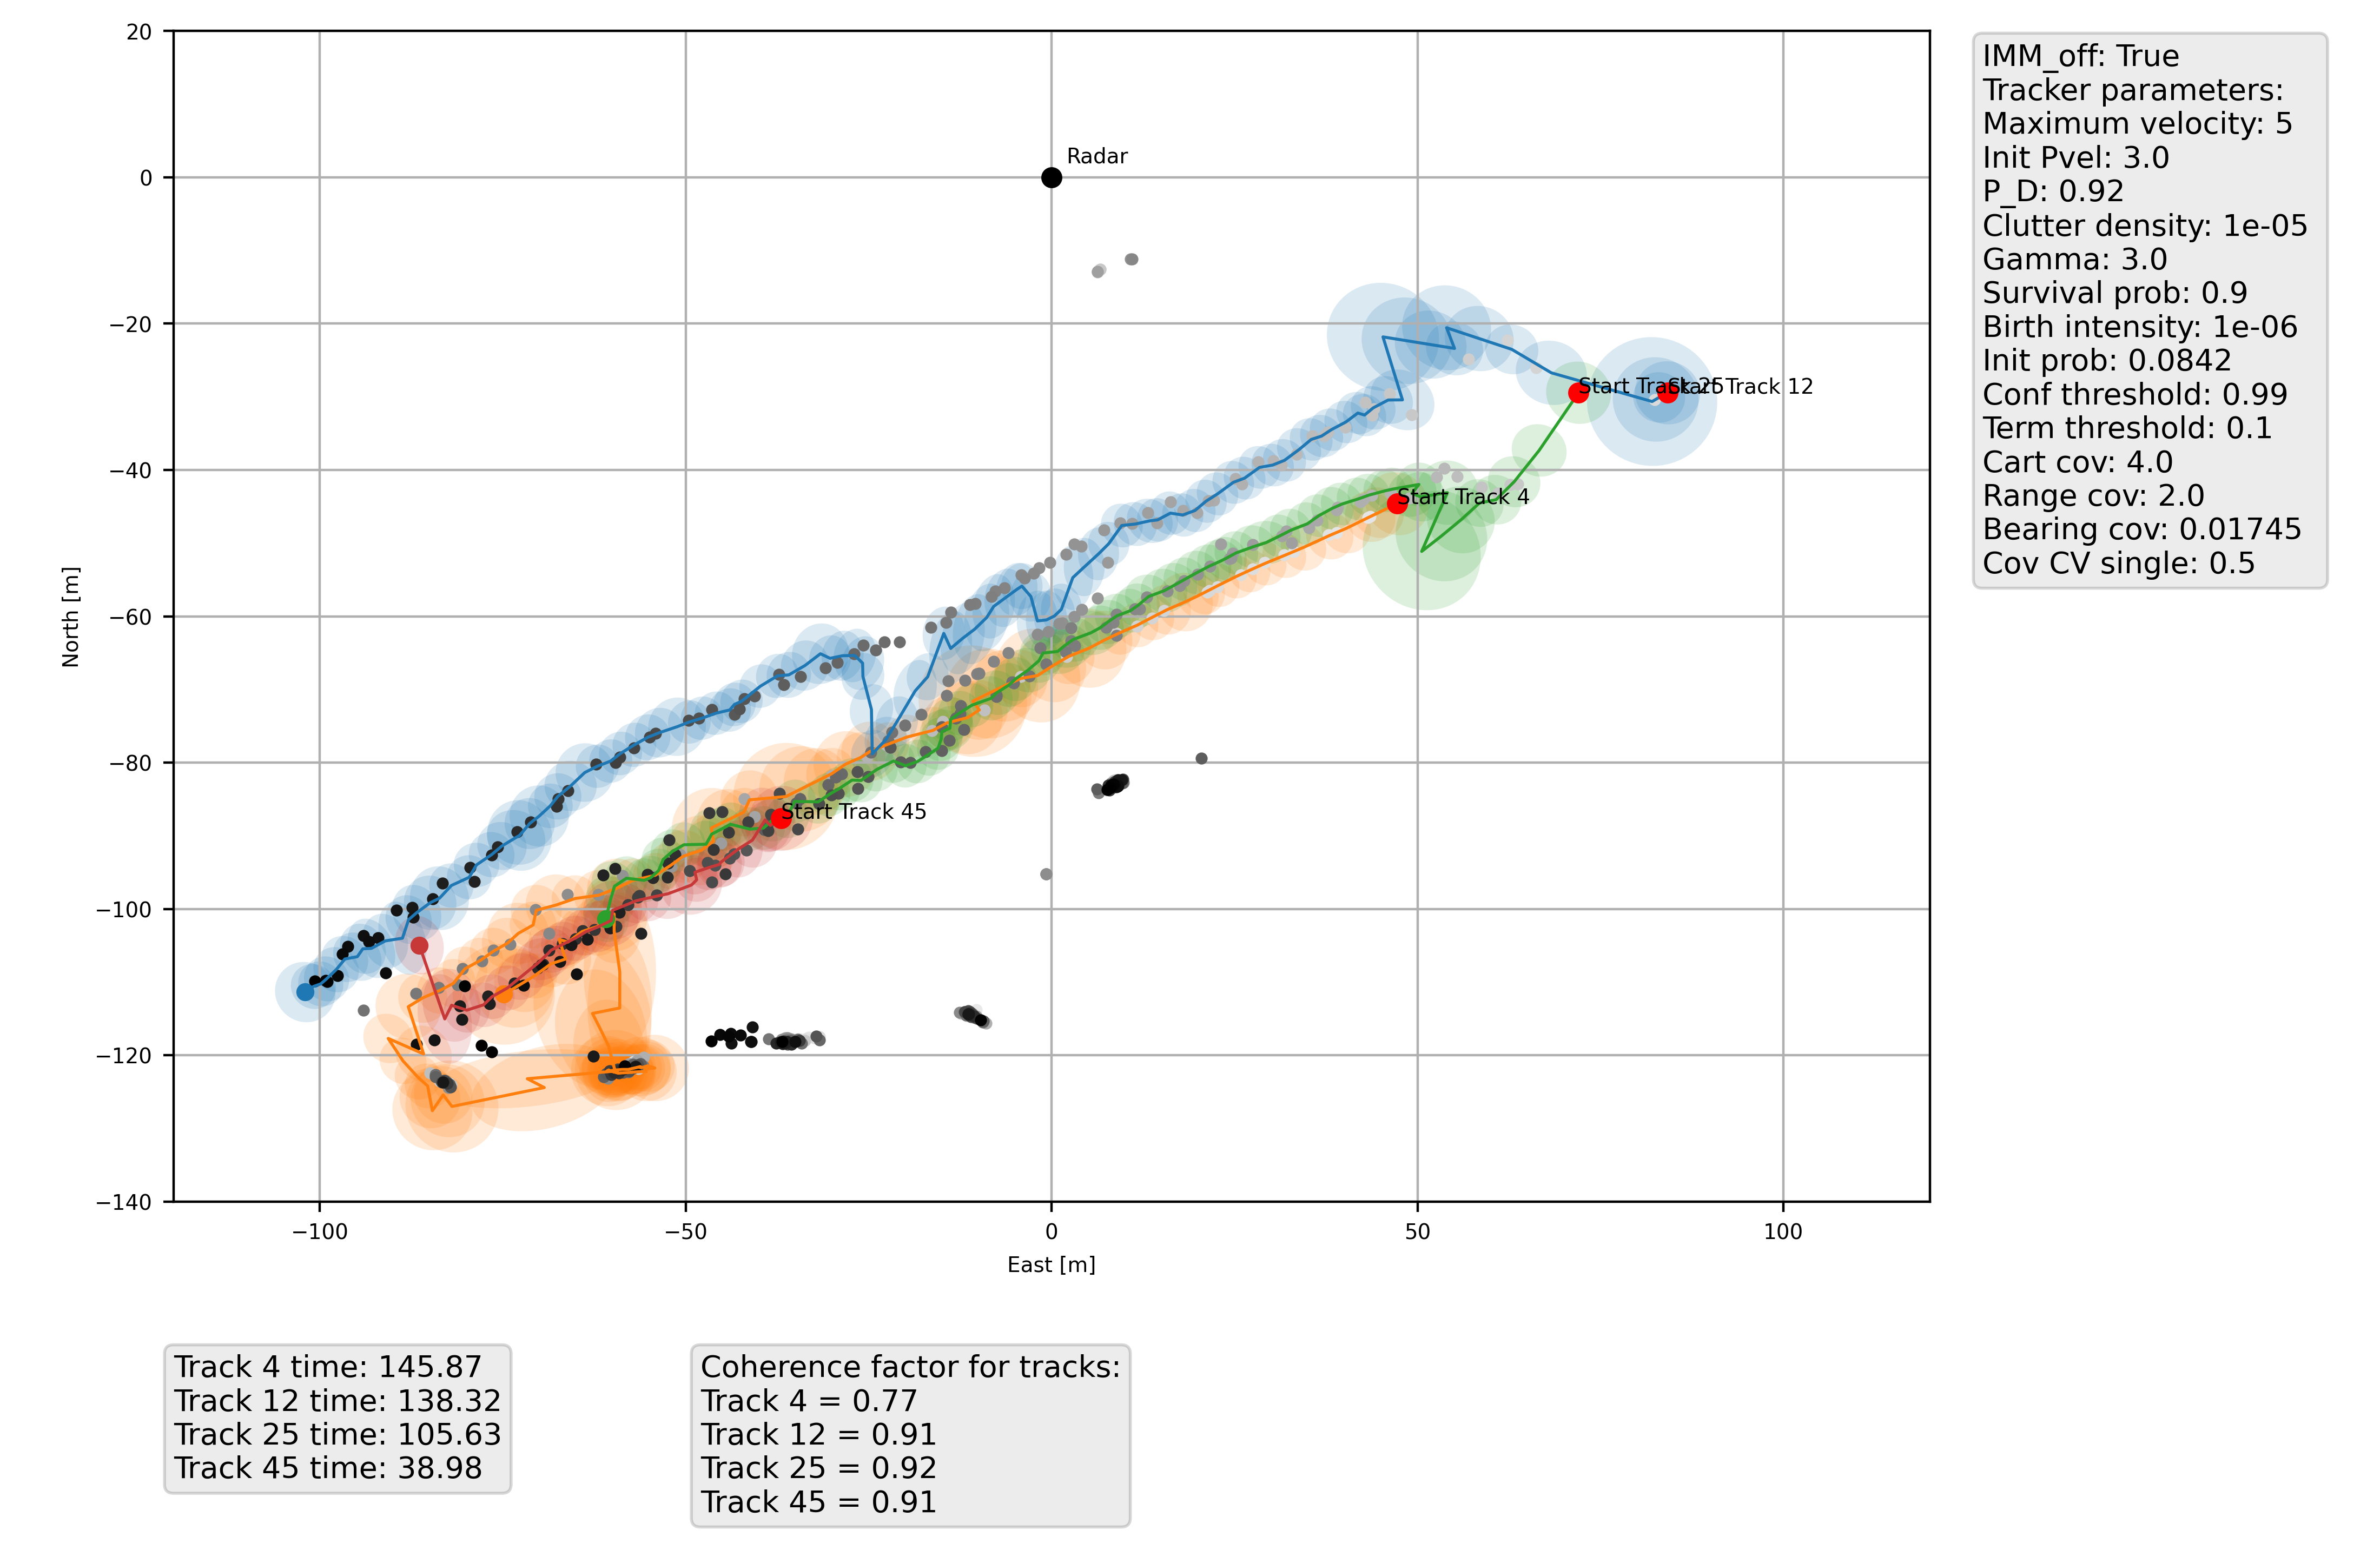 20
0
−20
−40
−60
−80
−100
−120
−140
−100
−50
0
50
100
North [m]
East [m]
Radar
Start Track 25
Start Track 12
Start Track 4
Start Track 45
IMM_off: True
Tracker parameters:
Maximum velocity: 5
Init Pvel: 3.0
P_D: 0.92
Clutter density: 1e-05
Gamma: 3.0
Survival prob: 0.9
Birth intensity: 1e-06
Init prob: 0.0842
Conf threshold: 0.99
Term threshold: 0.1
Cart cov: 4.0
Range cov: 2.0
Bearing cov: 0.01745
Cov CV single: 0.5
Track 4 time: 145.87
Track 12 time: 138.32
Track 25 time: 105.63
Track 45 time: 38.98
Coherence factor for tracks:
Track 4 = 0.77
Track 12 = 0.91
Track 25 = 0.92
Track 45 = 0.91